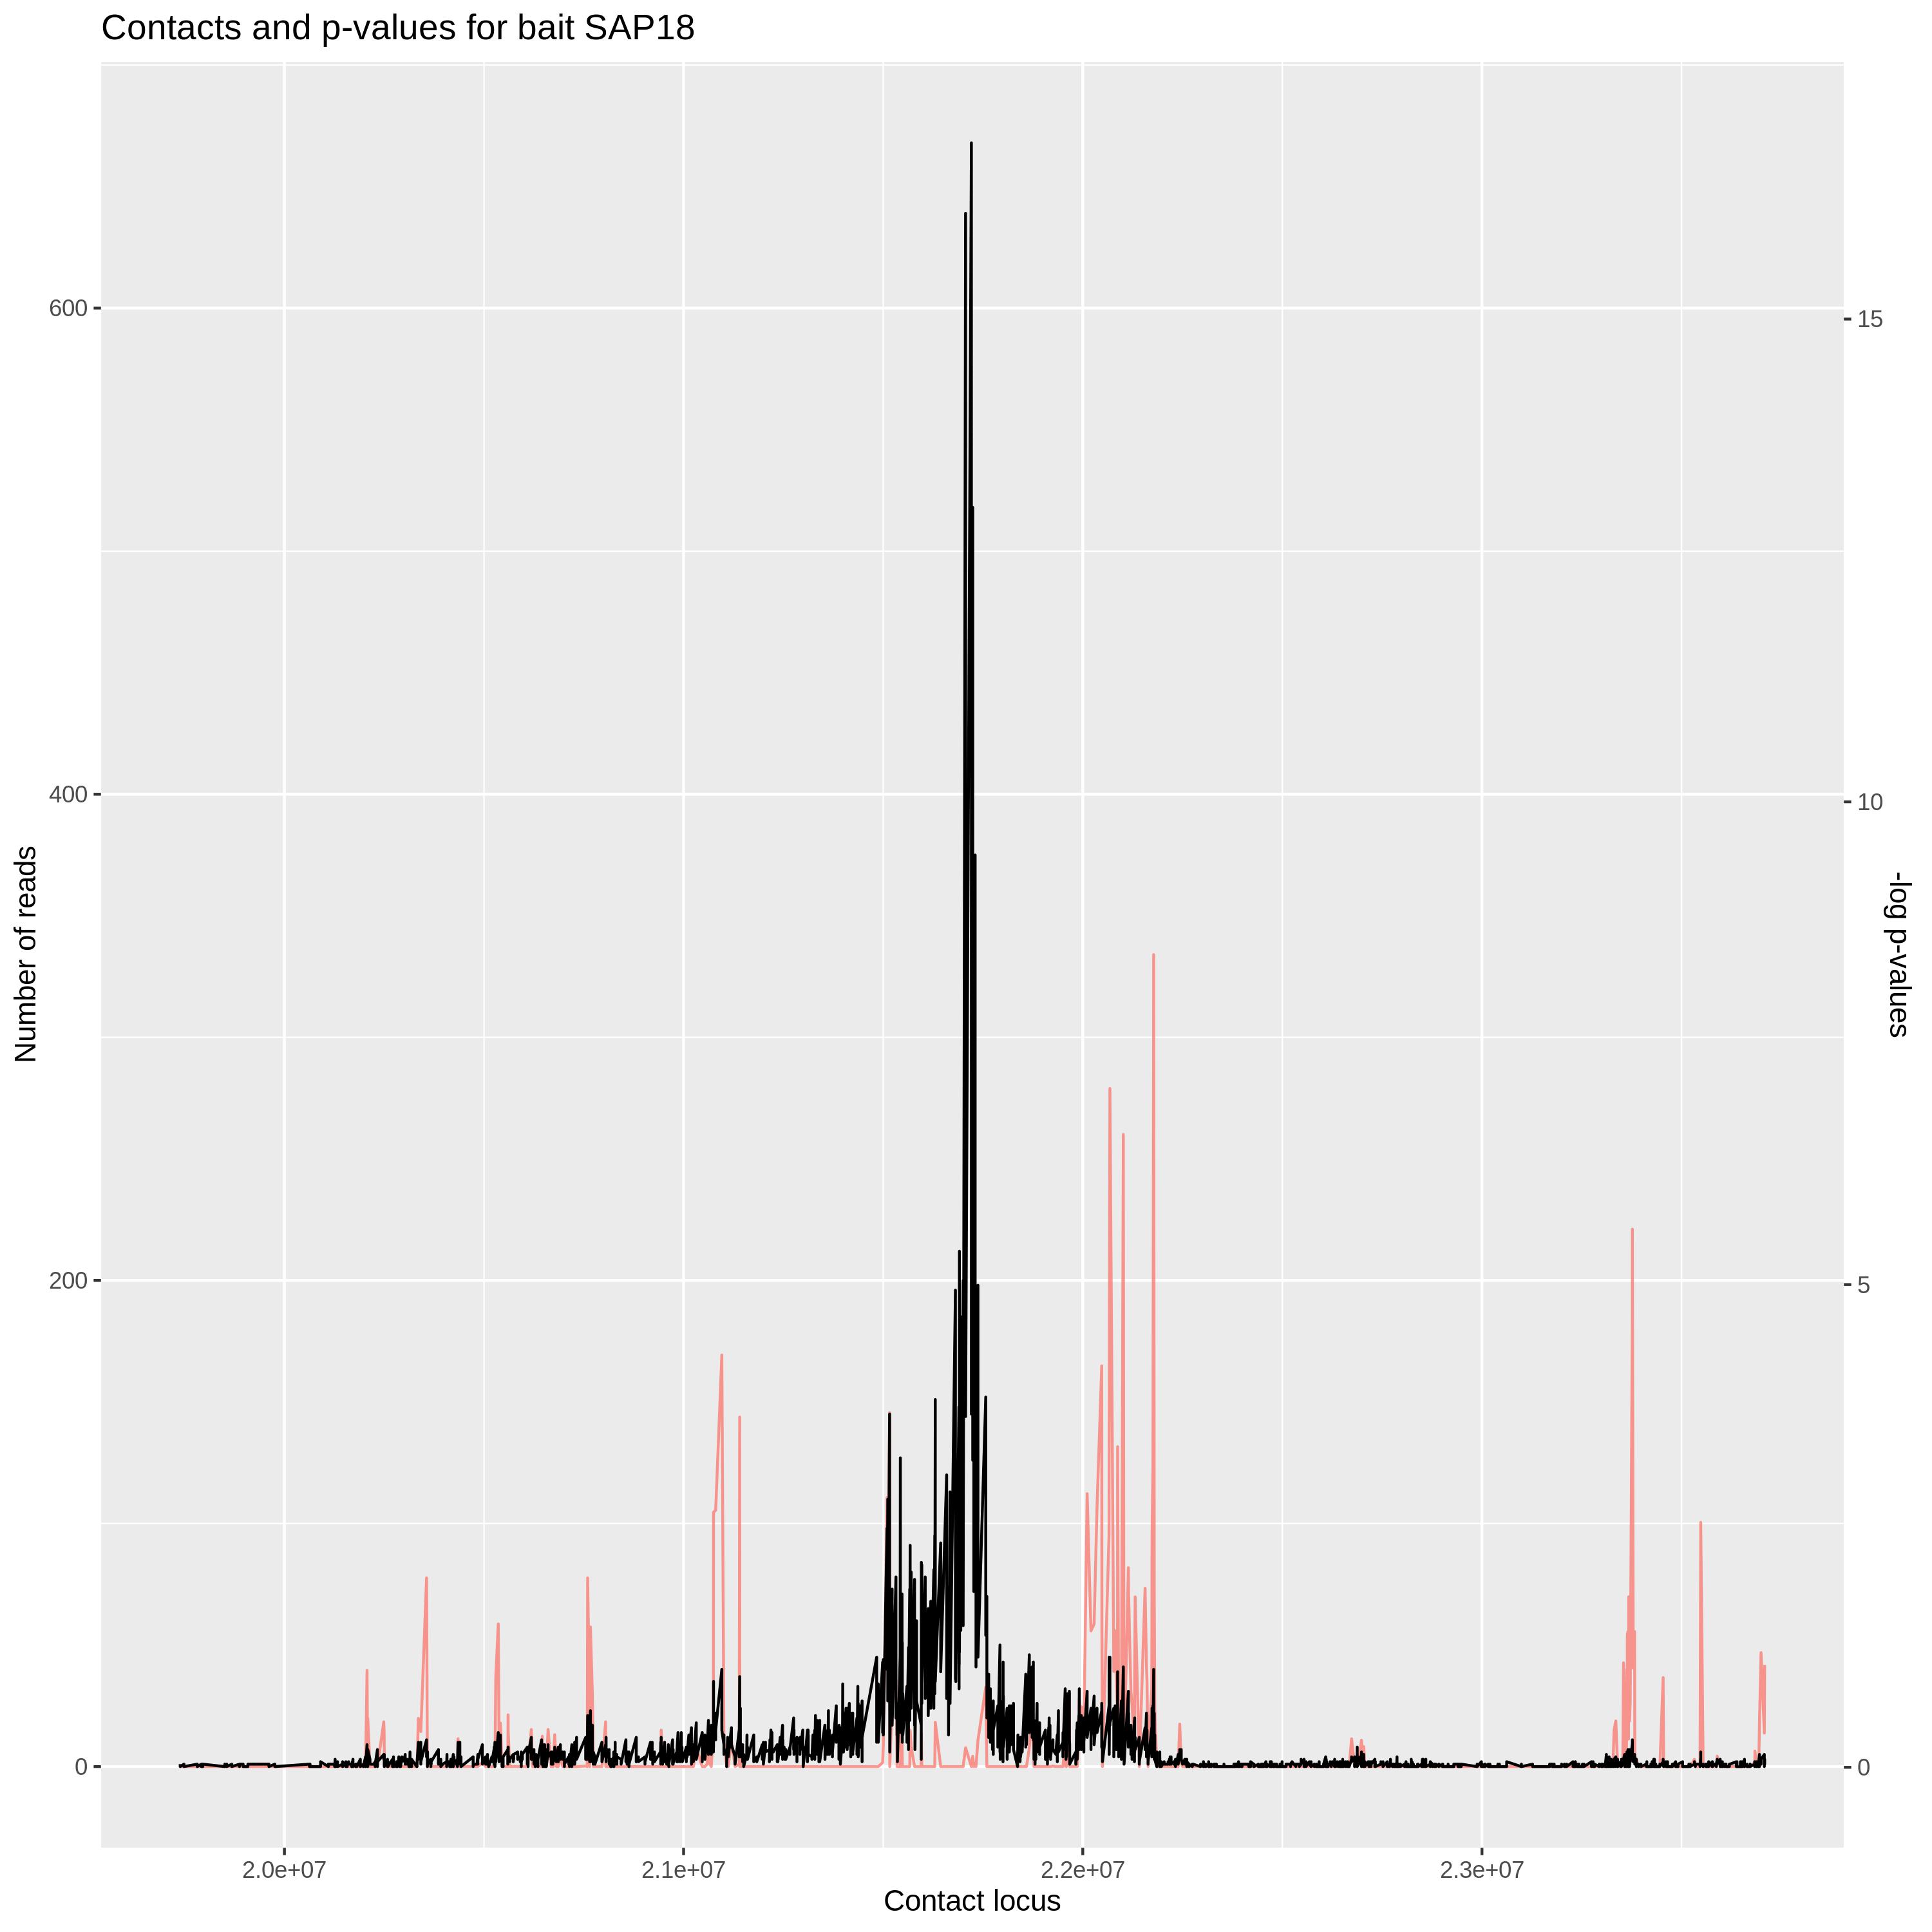 Contacts and p-values for bait SAP18
600
400
200
0
Number of reads
15
10
5
0
-log p-values
2.0e+07
2.1e+07
2.2e+07
2.3e+07
Contact locus